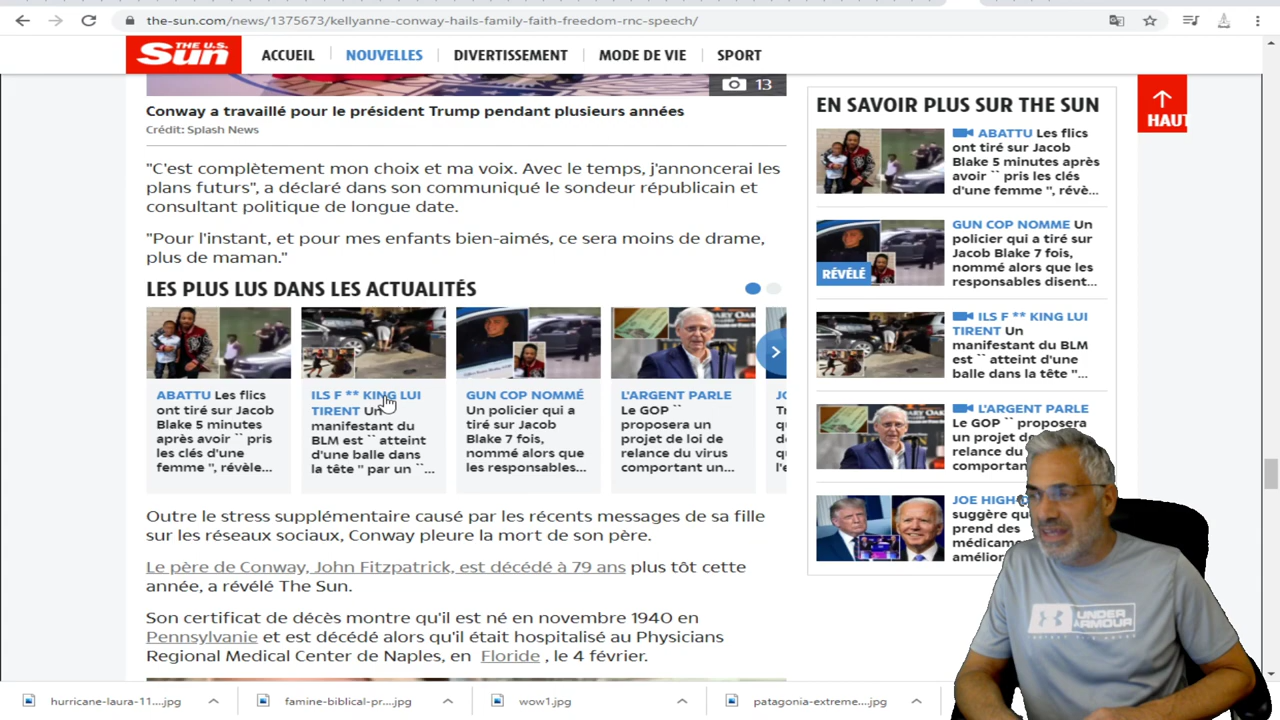 the-sun.com/news/1375673/kellyanne-conway-hails-family-faith-freedom-rnc-speech/
THE U.S.
Sun
ACCUEIL
NOUVELLES
DIVERTISSEMENT
MODE DE VIE
SPORT
13
Conway a travaillé pour le président Trump pendant plusieurs années
Crédit: Splash News
"C'est complètement mon choix et ma voix. Avec le temps, j'annoncerai les
plans futurs", a déclaré dans son communiqué le sondeur républicain et
consultant politique de longue date.
"Pour l'instant, et pour mes enfants bien-aimés, ce sera moins de drame,
plus de maman."
LES PLUS LUS DANS LES ACTUALITÉS
ABATTU Les flics
ont tiré sur Jacob
Blake 5 minutes
après avoir `` pris
les clés d'une
femme '', révèle...
ILS F ** KING LUI
TIRENT Un
manifestant du
BLM est `` atteint
d'une balle dans
la tête '' par un ``...
GUN COP NOMMÉ
Un policier qui a
tiré sur Jacob
Blake 7 fois,
nommé alors que
les responsables...
L'ARGENT PARLE
Le GOP ``
proposera un
projet de loi de
relance du virus
comportant un...
Outre le stress supplémentaire causé par les récents messages de sa fille
sur les réseaux sociaux, Conway pleure la mort de son père.
Le père de Conway, John Fitzpatrick, est décédé à 79 ans plus tôt cette
année, a révélé The Sun.
Son certificat de décès montre qu'il est né en novembre 1940 en
Pennsylvanie et est décédé alors qu'il était hospitalisé au Physicians
Regional Medical Center de Naples, en Floride , le 4 février.
EN SAVOIR PLUS SUR THE SUN
ABATTU Les flics
ont tiré sur Jacob
Blake 5 minutes
après avoir `` pris les clés
d'une femme '', révè...
RÉVÉLÉ
GUN COP NOMME Un
policier qui a tiré sur
Jacob Blake 7 fois,
nommé alors que les
responsables disent...
ILS F ** KING LUI
TIRENT Un
manifestant du BLM
est `` atteint d'une
balle dans la tête ''...
L'ARGENT PARLE
Le GOP `` proposera
un projet de
relance
comportant
JOE HIGH
suggère
prend des
médicame
amélior
HAUT
UNDER ARMOUR
hurricane-laura-11....jpg
famine-biblical-pr....jpg
wow1.jpg
patagonia-extreme....jpg